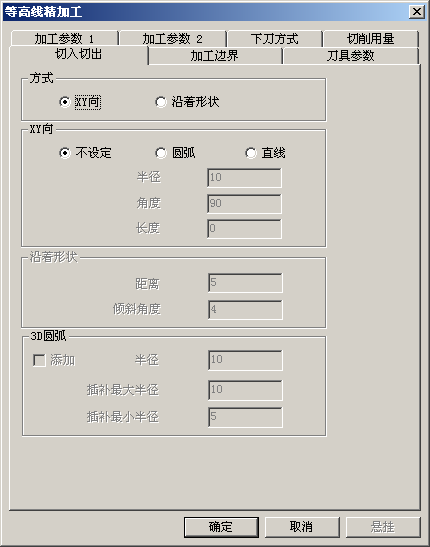 等高线精加工
加工参数 1 加工参数 2 下刀方式 切削用量
切入切出 加工边界 刀具参数
方式
XY向 沿着形状
XY向
不设定 圆弧 直线
半径 10
角度 90
长度 0
沿着形状
距离 5
倾斜角度 4
3D圆弧
添加 半径 10
插补最大半径 10
插补最小半径 5
确定 取消 悬挂